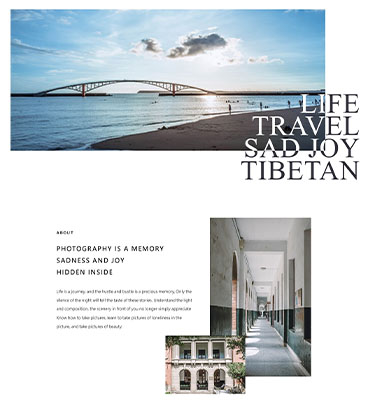 LIFE
TRAVEL
SAD JOY
TIBETAN
ABOUT
PHOTOGRAPHY IS A MEMORY
SADNESS AND JOY
HIDDEN INSIDE
Life is a journey, and the hustle and bustle is a precious memory, Only the
silence of the night will tell the taste of these stories. Understand the light
and composition, the scenery in front of you no longer simply appreciate
Know how to take pictures, learn to take pictures of loneliness in the
picture, and take pictures of beauty.